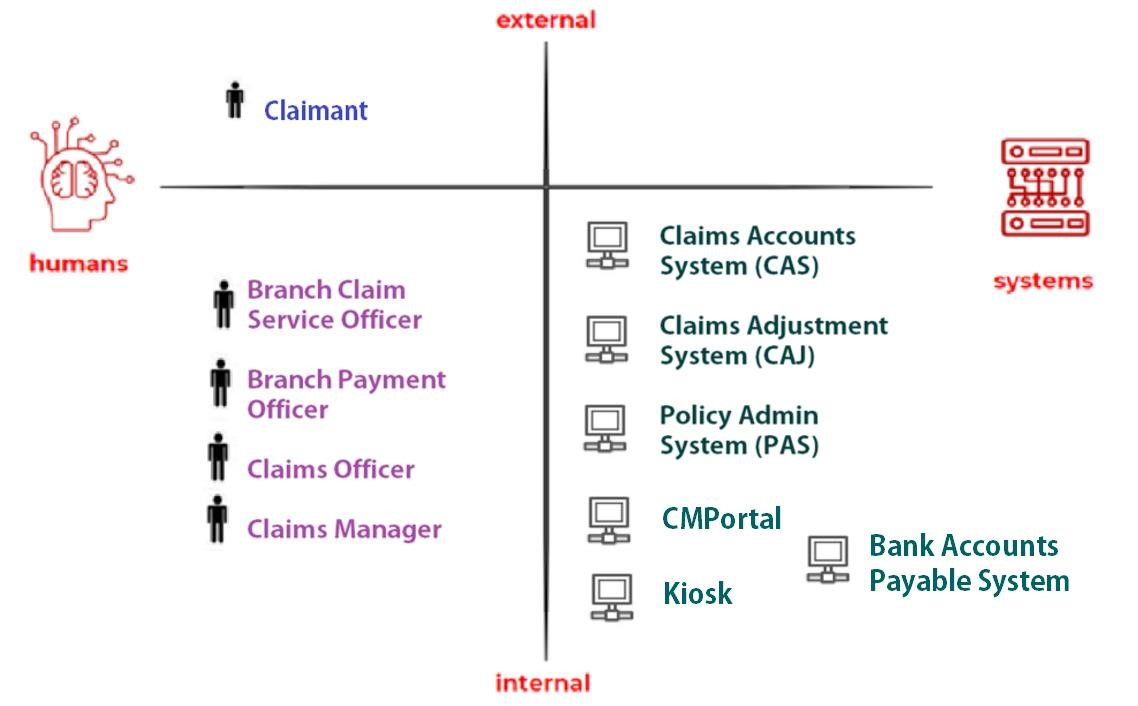 external
Claimant
humans
systems
Branch Claim
Service Officer
Branch Payment
Officer
Claims Officer
Claims Manager
Claims Accounts
System (CAS)
Claims Adjustment
System (CAJ)
Policy Admin
System (PAS)
CMPortal
Kiosk
Bank Accounts
Payable System
internal